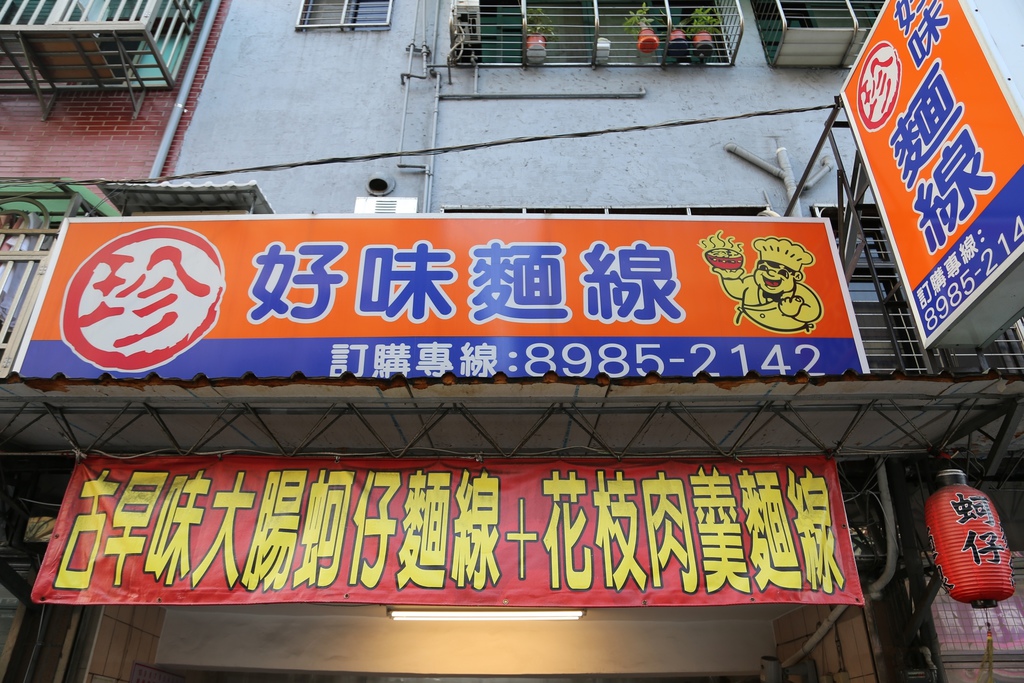 珍 好味麵線
訂購專線:8985-2142
古早味大腸蚵仔麵線+花枝肉羹麵線
珍 好味麵線
訂購專線:
8985-214
蚵仔